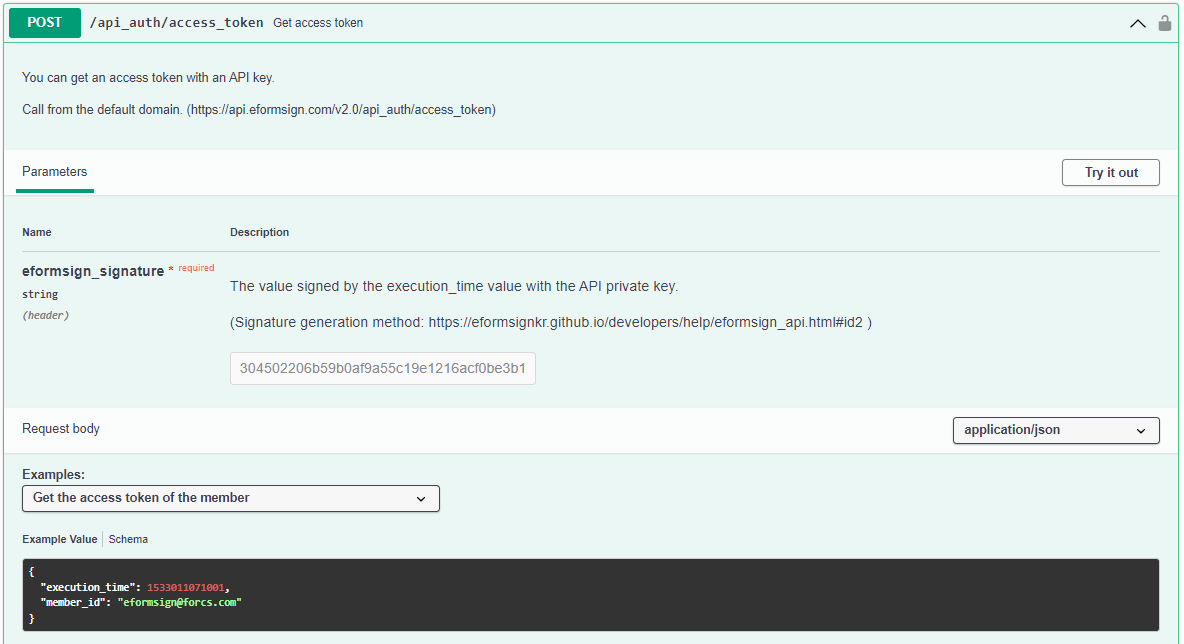 POST /api_auth/access_token Get access token
You can get an access token with an API key.
Call from the default domain. (https://api.eformsign.com/v2.0/api_auth/access_token)
Parameters
Try it out
Name Description
eformsign_signature * required
string
(header)
The value signed by the execution_time value with the API private key.
(Signature generation method: https://eformsignkr.github.io/developers/help/eformsign_api.html#id2 )
304502206b59b0af9a55c19e1216acf0be3b1
Request body
application/json
Examples:
Get the access token of the member
Example Value Schema
{
"execution_time": 1533011071001,
"member_id": "eformsign@forcs.com"
}